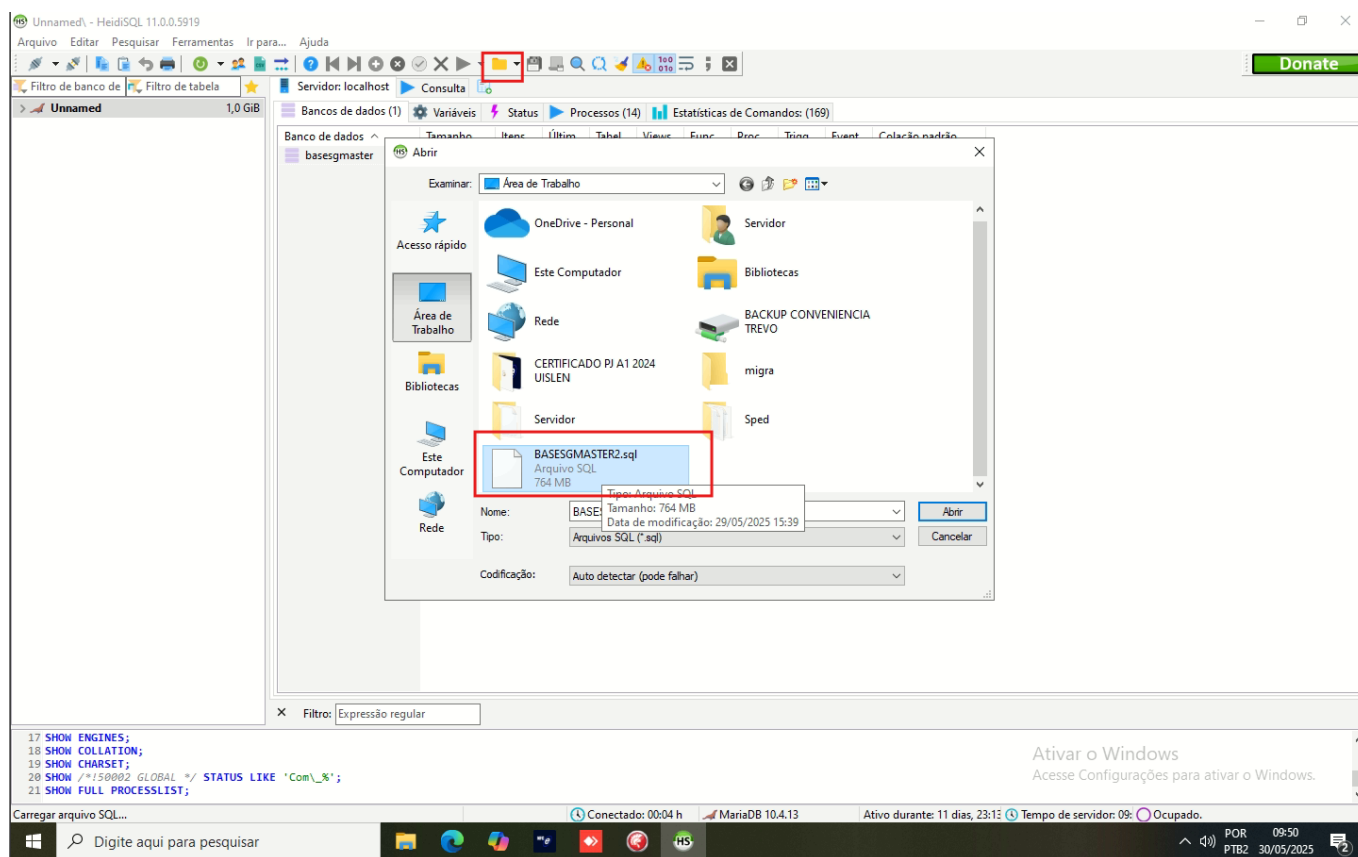 Unnamed\ - HeidiSQL 11.0.0.5919
Arquivo Editar Pesquisar Ferramentas Ir para... Ajuda
Donate
Filtro de banco de Filtro de tabela
Servidor: localhost Consulta
Unnamed 1,0 GiB
Bancos de dados (1) Variáveis Status Processos (14) Estatísticas de Comandos: (169)
Banco de dados Tamanho Itens Últim Tabel Views Func Proc Trigg Event Colação padrão
basesgmaster
Abrir
Examinar: Área de Trabalho
Acesso rápido
Área de
Trabalho
Bibliotecas
Este
Computador
Rede
OneDrive - Personal
Servidor
Este Computador
Bibliotecas
Rede
BACKUP CONVENIENCIA
TREVO
CERTIFICADO PJ A1 2024
UISLEN
migra
Servidor
Sped
BASESGMASTER2.sql
Arquivo SQL
764 MB
Tipo: Arquivo SQL
Tamanho: 764 MB
Data de modificação: 29/05/2025 15:39
Nome: BASE
Abrir
Tipo: Arquivos SQL (*.sql)
Cancelar
Codificação: Auto detectar (pode falhar)
Filtro: Expressão regular
17 SHOW ENGINES;
18 SHOW COLLATION;
19 SHOW CHARSET;
20 SHOW /*!50002 GLOBAL */ STATUS LIKE 'Com\_%';
21 SHOW FULL PROCESSLIST;
Ativar o Windows
Acesse Configurações para ativar o Windows.
Carregar arquivo SQL...
Conectado: 00:04 h MariaDB 10.4.13 Ativo durante: 11 dias, 23:13 Tempo de servidor: 09: Ocupado.
Digite aqui para pesquisar
HS
POR
PTB2
09:50
30/05/2025
2